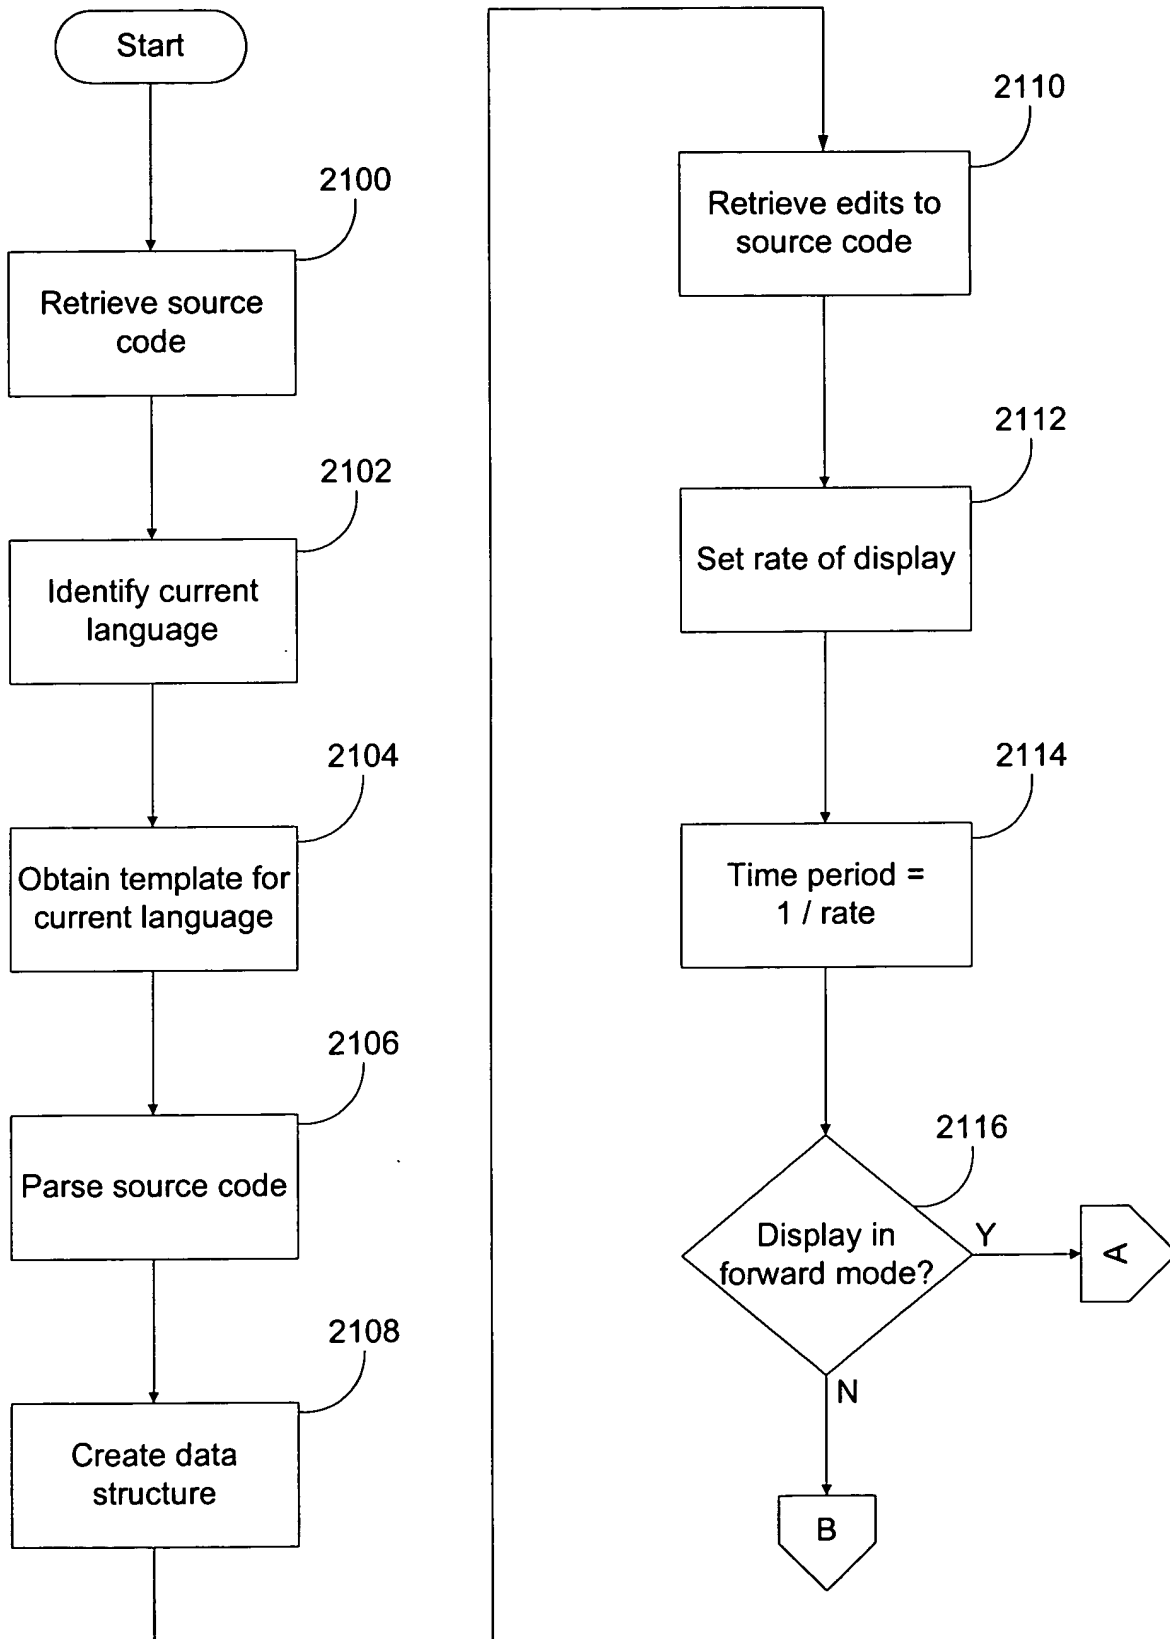 Start
2100
Retrieve source
code
2102
Identify current
language
2104
Obtain template for
current language
2106
Parse source code
2108
Create data
structure
2110
Retrieve edits to
source code
2112
Set rate of display
2114
Time period =
1 / rate
2116
Display in
forward mode?
Y
A
N
B